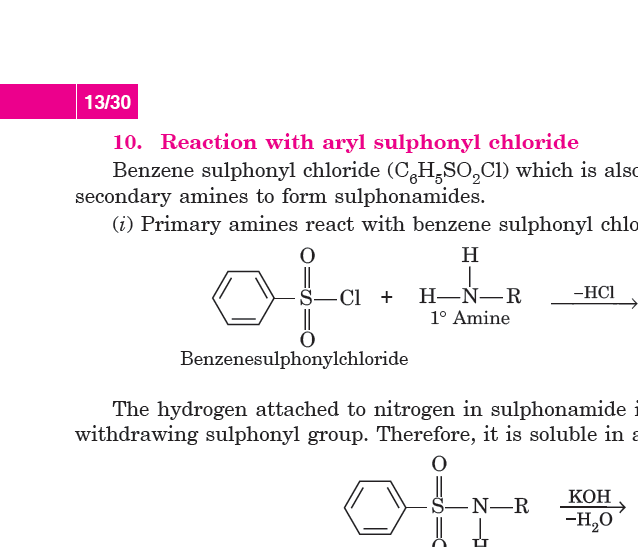 13/30
10. Reaction with aryl sulphonyl chloride
Benzene sulphonyl chloride (C₆H₅SO₂Cl) which is also
secondary amines to form sulphonamides.
(i) Primary amines react with benzene sulphonyl chlo
O H
S—Cl + H—N—R –HCl
O 1° Amine
Benzenesulphonylchloride
The hydrogen attached to nitrogen in sulphonamide i
withdrawing sulphonyl group. Therefore, it is soluble in a
O
S—N—R KOH
–H₂O
O H